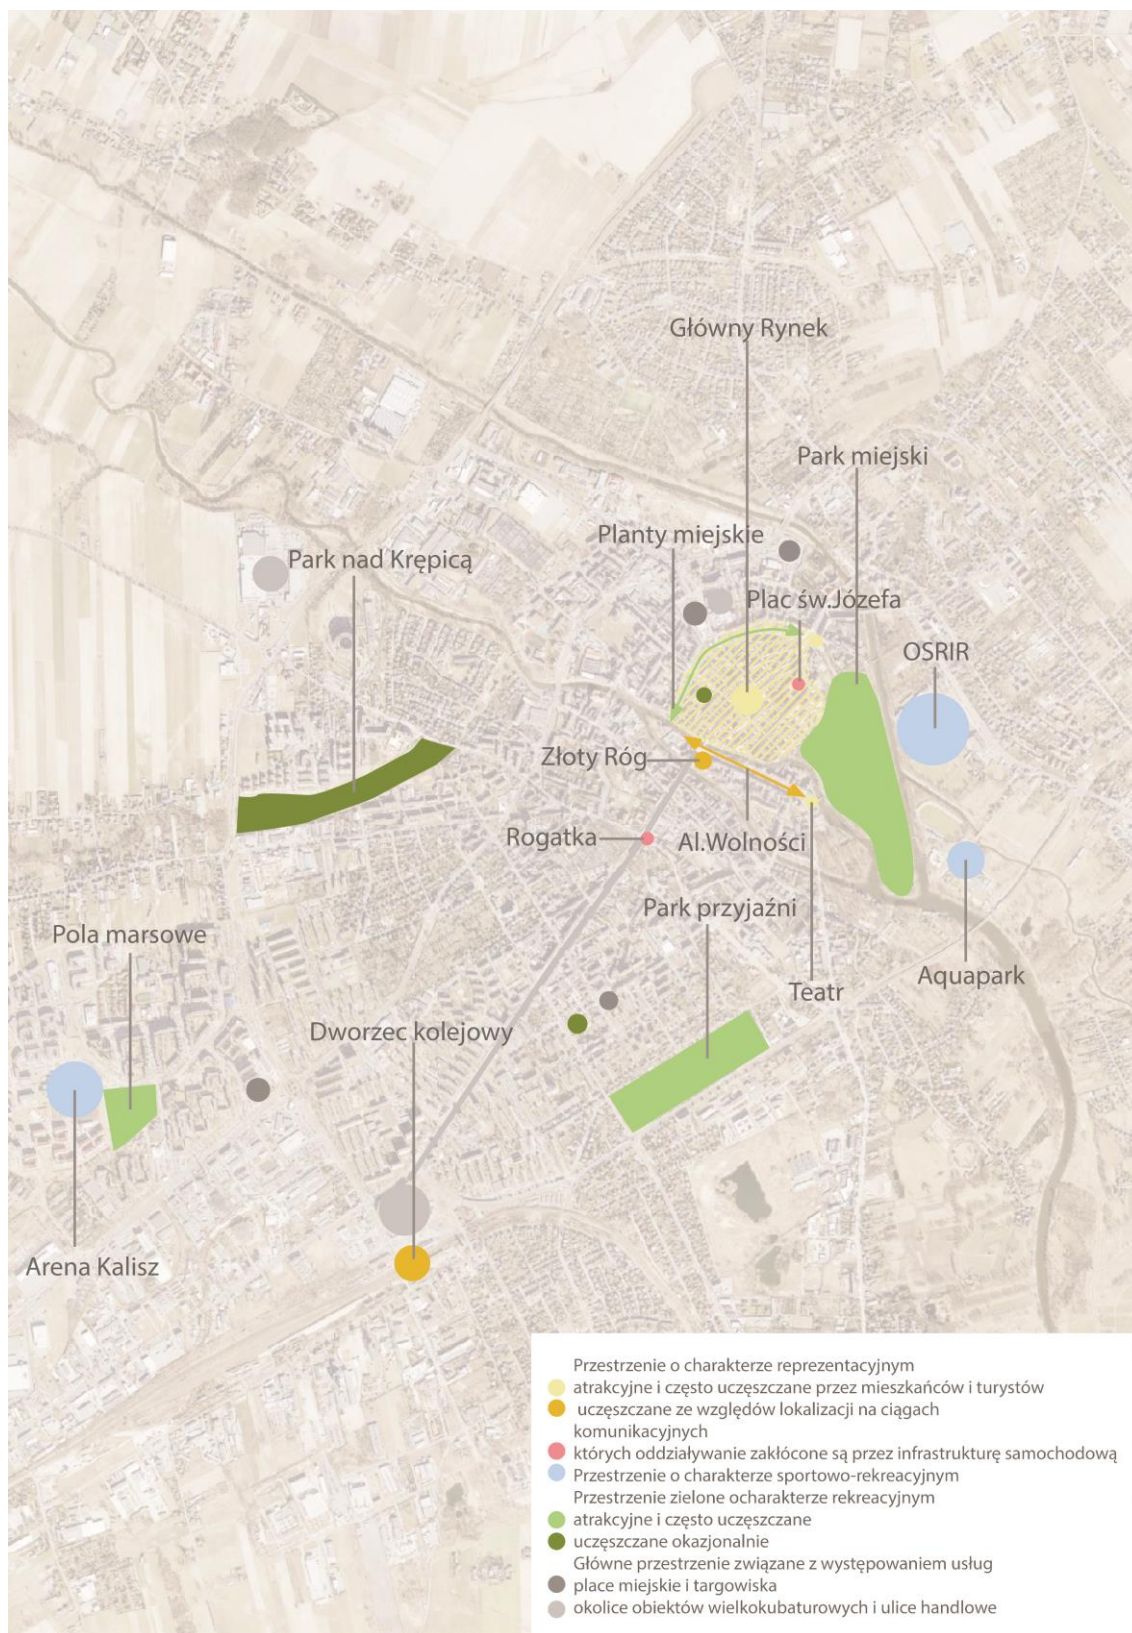 Główny Rynek
Park miejski
Planty miejskie
Park nad Krępicą
Plac św.Józefa
OSRIR
Złoty Róg
Rogatka
Al.Wolności
Park przyjaźni
Pola marsowe
Aquapark
Teatr
Dworzec kolejowy
Arena Kalisz
Przestrzenie o charakterze reprezentacyjnym
atrakcyjne i często uczęszczane przez mieszkańców i turystów
uczęszczane ze względów lokalizacji na ciągach
komunikacyjnych
których oddziaływanie zakłócone są przez infrastrukturę samochodową
Przestrzenie o charakterze sportowo-rekreacyjnym
Przestrzenie zielone ocharakterze rekreacyjnym
atrakcyjne i często uczęszczane
uczęszczane okazjonalnie
Główne przestrzenie związane z występowaniem usług
place miejskie i targowiska
okolice obiektów wielkokubaturowych i ulice handlowe